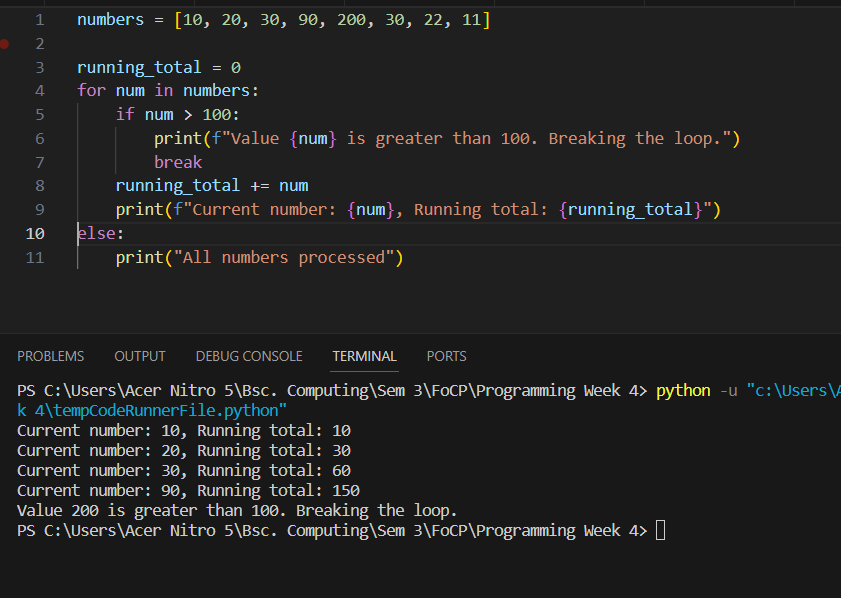 1 numbers = [10, 20, 30, 90, 200, 30, 22, 11]
2
3 running_total = 0
4 for num in numbers:
5     if num > 100:
6         print(f"Value {num} is greater than 100. Breaking the loop.")
7         break
8     running_total += num
9     print(f"Current number: {num}, Running total: {running_total}")
10 else:
11     print("All numbers processed")
PROBLEMS OUTPUT DEBUG CONSOLE TERMINAL PORTS
PS C:\Users\Acer Nitro 5\Bsc. Computing\Sem 3\FoCP\Programming Week 4> python -u "c:\Users\A
k 4\tempCodeRunnerFile.python"
Current number: 10, Running total: 10
Current number: 20, Running total: 30
Current number: 30, Running total: 60
Current number: 90, Running total: 150
Value 200 is greater than 100. Breaking the loop.
PS C:\Users\Acer Nitro 5\Bsc. Computing\Sem 3\FoCP\Programming Week 4>